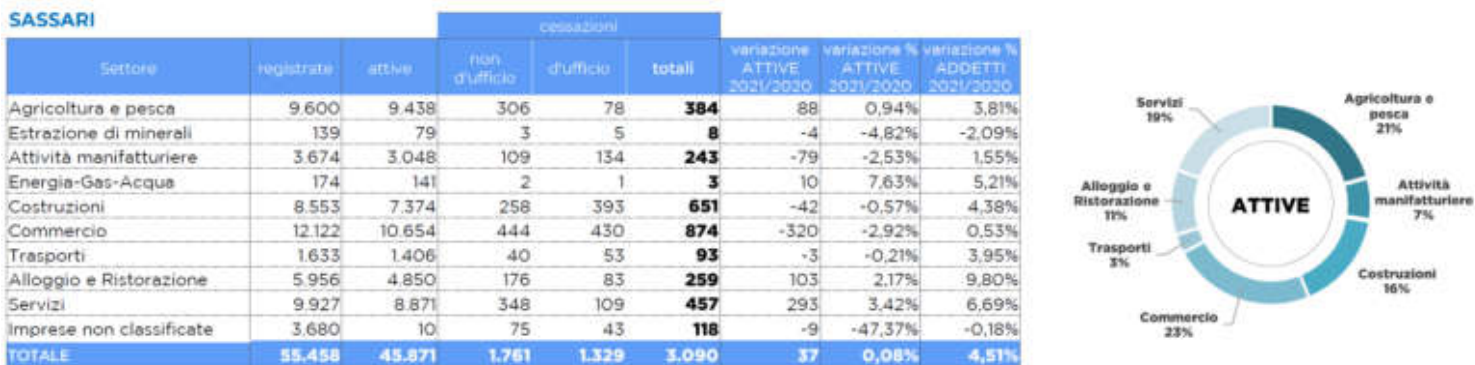 SASSARI
cessazioni
Settore registrate attive non d'ufficio d'ufficio totali variazione ATTIVE 2021/2020 variazione % ATTIVE 2021/2020 variazione % ADDETTI 2021/2020
Agricoltura e pesca 9.600 9.438 306 78 384 88 0,94% 3,81%
Estrazione di minerali 139 79 3 5 8 -4 -4,82% -2,09%
Attività manifatturiere 3.674 3.048 109 134 243 -79 -2,53% 1,55%
Energia-Gas-Acqua 174 141 2 1 3 10 7,63% 5,21%
Costruzioni 8.553 7.374 258 393 651 -42 -0,57% 4,38%
Commercio 12.122 10.654 444 430 874 -320 -2,92% 0,53%
Trasporti 1.633 1.406 40 53 93 -3 -0,21% 3,95%
Alloggio e Ristorazione 5.956 4.850 176 83 259 103 2,17% 9,80%
Servizi 9.927 8.871 348 109 457 293 3,42% 6,69%
Imprese non classificate 3.680 10 75 43 118 -9 -47,37% -0,18%
TOTALE 55.458 45.871 1.761 1.329 3.090 37 0,08% 4,51%
Servizi
19%
Agricoltura e
pesca
21%
Alloggio e
Ristorazione
11%
ATTIVE
Attività
manifatturiere
7%
Trasporti
3%
Costruzioni
16%
Commercio
23%